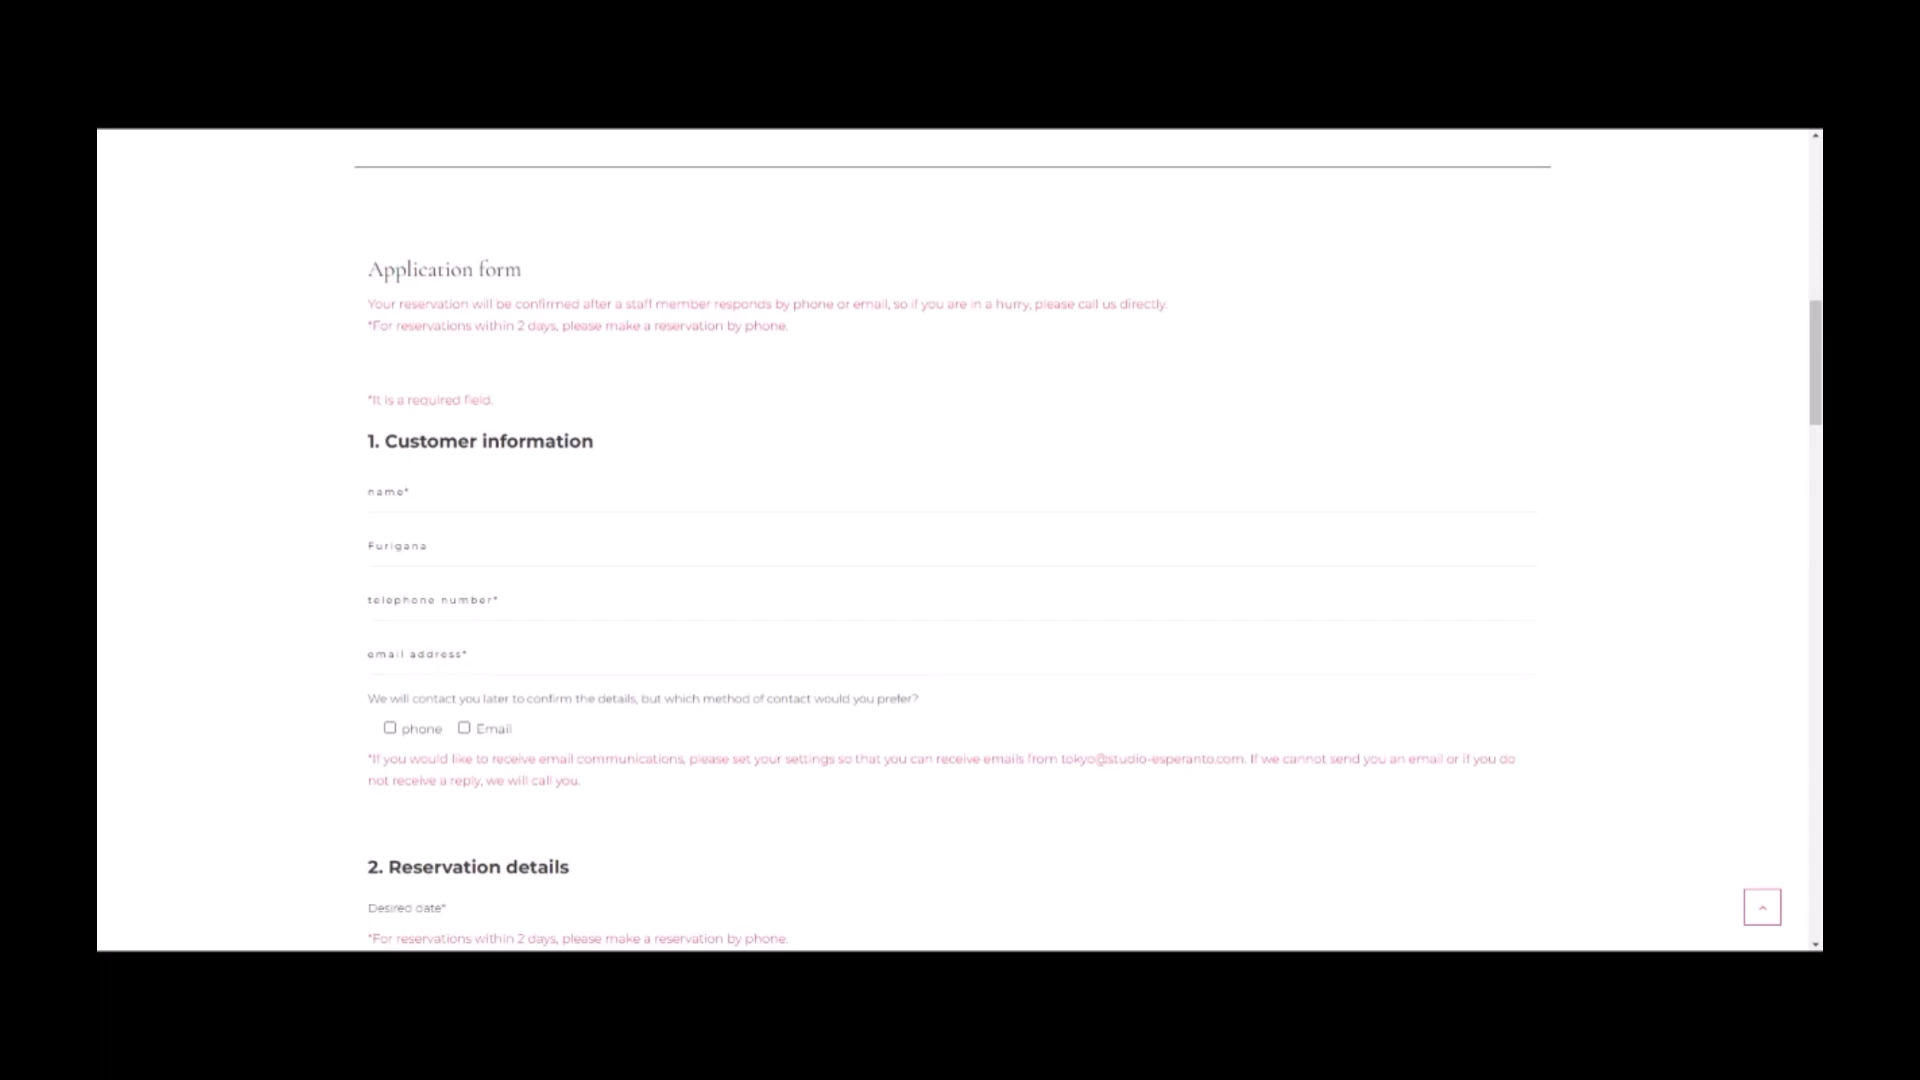 Application form
Your reservation will be confirmed after a staff member responds by phone or email, so if you are in a hurry, please call us directly.
*For reservations within 2 days, please make a reservation by phone.
*It is a required field.
1. Customer information
name*
Furigana
telephone number*
email address*
We will contact you later to confirm the details, but which method of contact would you prefer?
phone Email
*If you would like to receive email communications, please set your settings so that you can receive emails from tokyo@studio-esperanto.com. If we cannot send you an email or if you do
not receive a reply, we will call you.
2. Reservation details
Desired date*
*For reservations within 2 days, please make a reservation by phone.